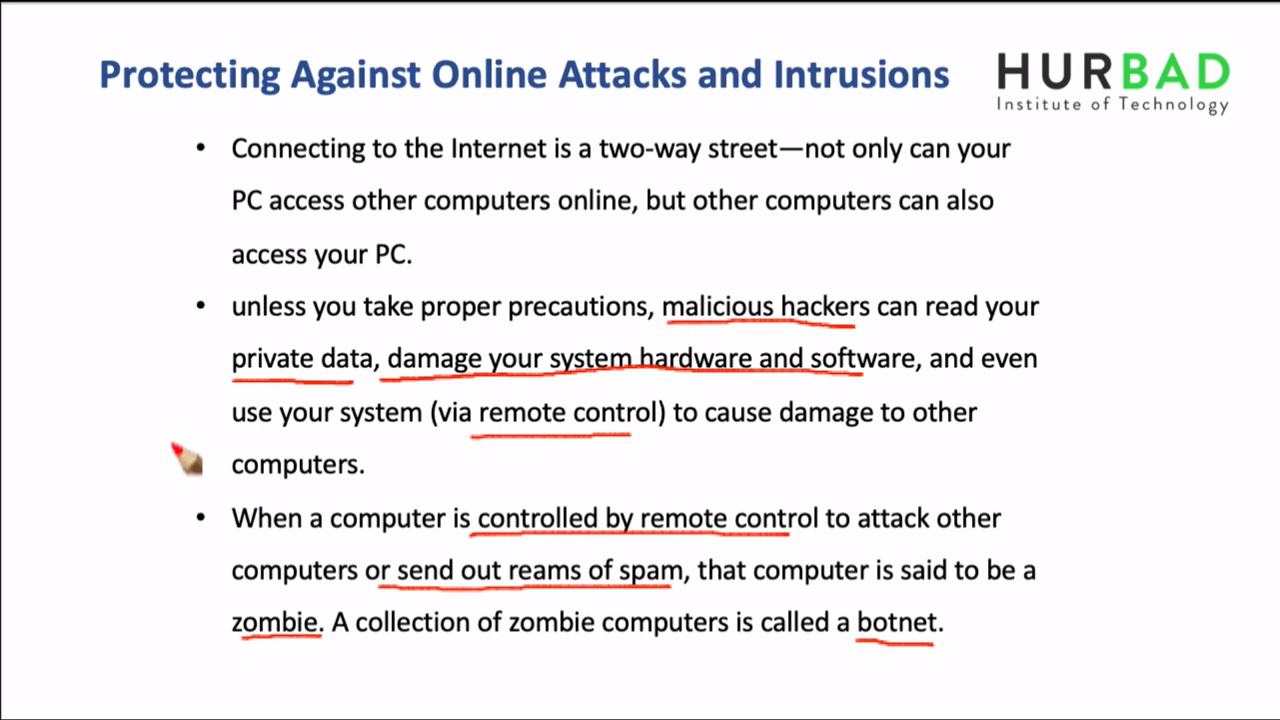 Protecting Against Online Attacks and Intrusions
HURBAD
Institute of Technology
• Connecting to the Internet is a two-way street—not only can your
PC access other computers online, but other computers can also
access your PC.
• unless you take proper precautions, malicious hackers can read your
private data, damage your system hardware and software, and even
use your system (via remote control) to cause damage to other
computers.
• When a computer is controlled by remote control to attack other
computers or send out reams of spam, that computer is said to be a
zombie. A collection of zombie computers is called a botnet.